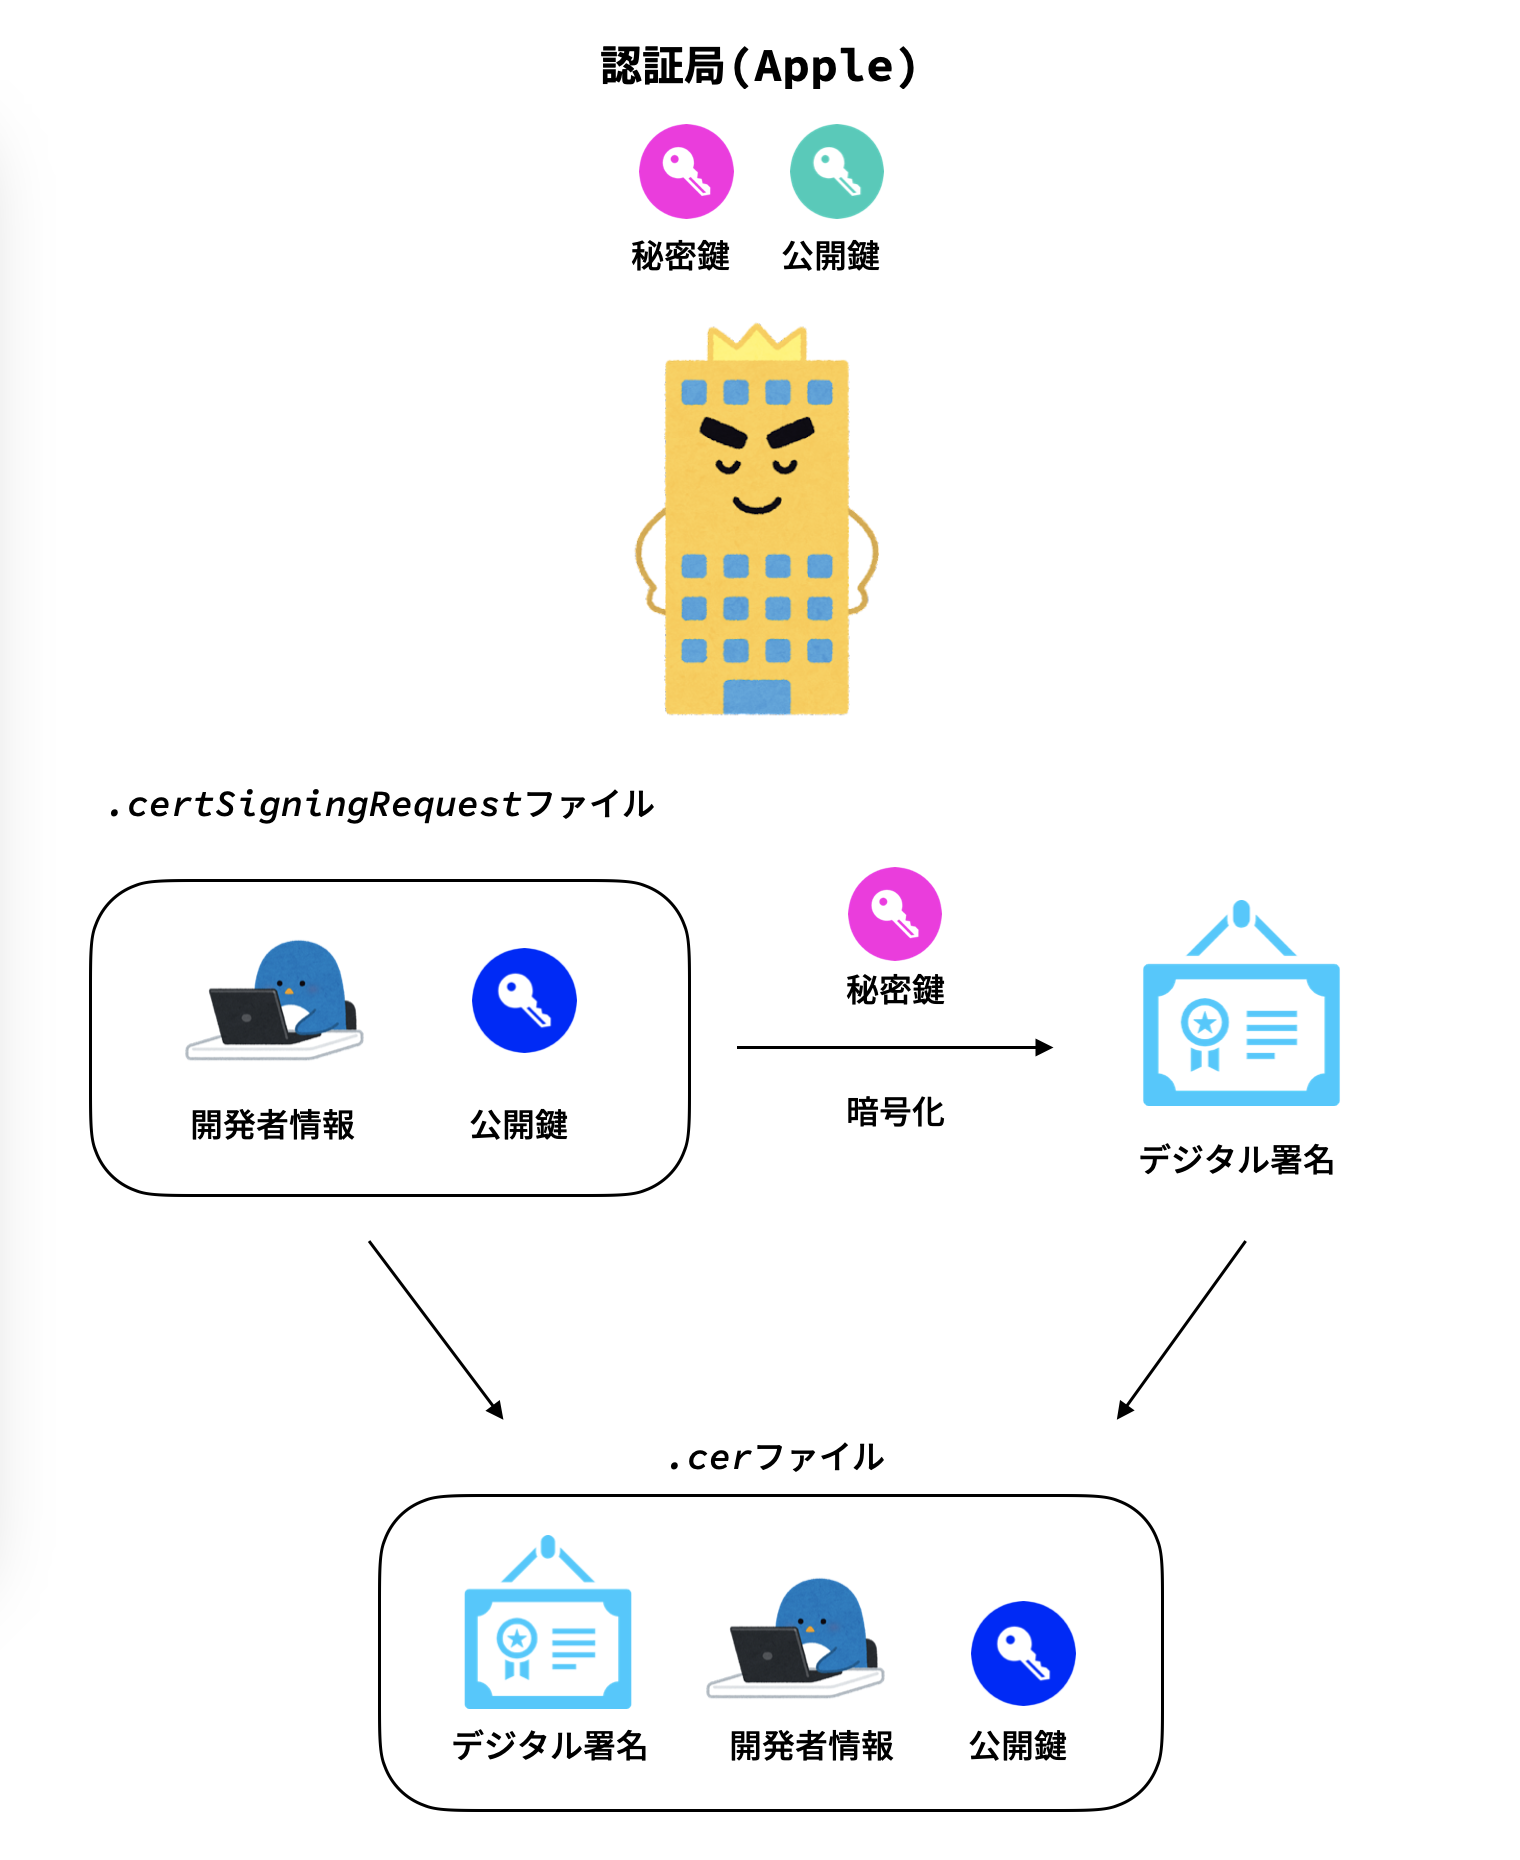 認証局(Apple)
秘密鍵 公開鍵
.certSigningRequestファイル
秘密鍵
暗号化
開発者情報 公開鍵
デジタル署名
.cerファイル
デジタル署名 開発者情報 公開鍵